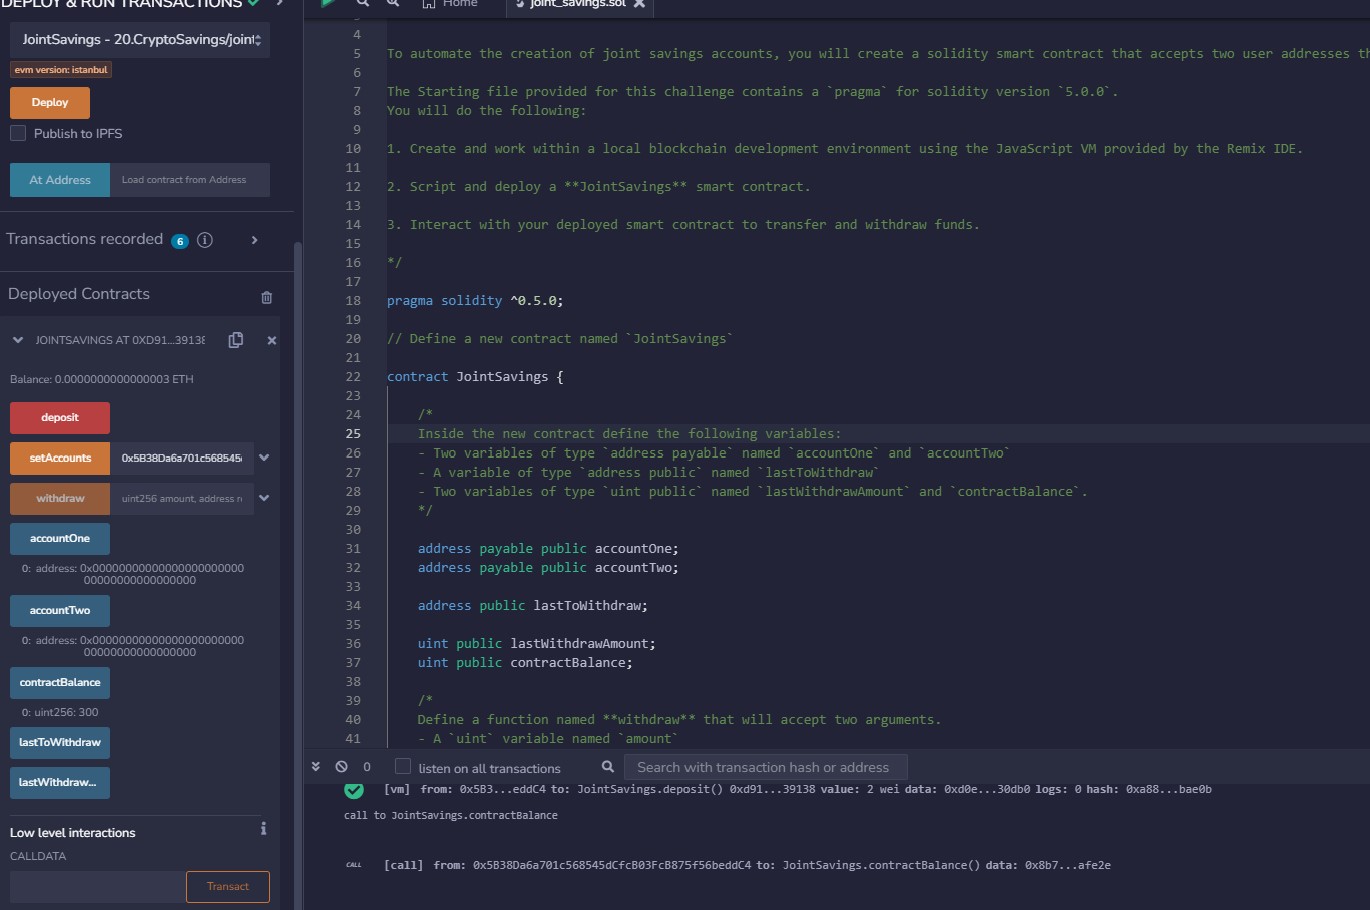 DEPLOY & RUN TRANSACTIONS
JointSavings - 20.CryptoSavings/joint
evm version: istanbul
Deploy
Publish to IPFS
At Address
Load contract from Address
Transactions recorded 6 i
Deployed Contracts
JOINTSAVINGS AT 0XD91...39138
Balance: 0.0000000000000003 ETH
deposit
setAccounts
0x5B38Da6a701c568545
withdraw
uint256 amount, address re
accountOne
0: address: 0x000000000000000000000000
0000000000000000
accountTwo
0: address: 0x000000000000000000000000
0000000000000000
contractBalance
0: uint256: 300
lastToWithdraw
lastWithdraw...
Low level interactions
CALLDATA
Transact
Home
joint_savings.sol
4
5 To automate the creation of joint savings accounts, you will create a solidity smart contract that accepts two user addresses th
6
7 The Starting file provided for this challenge contains a `pragma` for solidity version `5.0.0`.
8 You will do the following:
9
10 1. Create and work within a local blockchain development environment using the JavaScript VM provided by the Remix IDE.
11
12 2. Script and deploy a **JointSavings** smart contract.
13
14 3. Interact with your deployed smart contract to transfer and withdraw funds.
15
16 */
17
18 pragma solidity ^0.5.0;
19
20 // Define a new contract named `JointSavings`
21
22 contract JointSavings {
23
24 /*
25 Inside the new contract define the following variables:
26 - Two variables of type `address payable` named `accountOne` and `accountTwo`
27 - A variable of type `address public` named `lastToWithdraw`
28 - Two variables of type `uint public` named `lastWithdrawAmount` and `contractBalance`.
29 */
30
31 address payable public accountOne;
32 address payable public accountTwo;
33
34 address public lastToWithdraw;
35
36 uint public lastWithdrawAmount;
37 uint public contractBalance;
38
39 /*
40 Define a function named **withdraw** that will accept two arguments.
41 - A `uint` variable named `amount`
0
listen on all transactions
Search with transaction hash or address
[vm] from: 0x5B3...eddC4 to: JointSavings.deposit() 0xd91...39138 value: 2 wei data: 0xd0e...30db0 logs: 0 hash: 0xa88...bae0b
call to JointSavings.contractBalance
CALL [call] from: 0x5B38Da6a701c568545dCfcB03FcB875f56beddC4 to: JointSavings.contractBalance() data: 0x8b7...afe2e